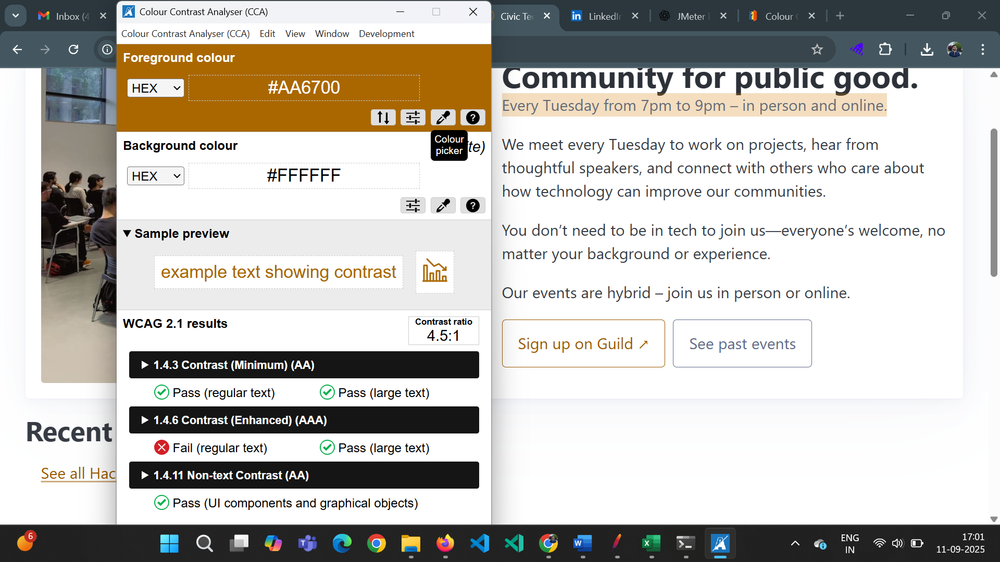 Inbox (4
Colour Contrast Analyser (CCA)
Civic Te
LinkedIn
JMeter
Colour
Colour Contrast Analyser (CCA) Edit View Window Development
Foreground colour
HEX
#AA6700
Colour
picker
Background colour
ite)
HEX
#FFFFFF
Sample preview
example text showing contrast
WCAG 2.1 results
Contrast ratio
4.5:1
1.4.3 Contrast (Minimum) (AA)
Pass (regular text) Pass (large text)
1.4.6 Contrast (Enhanced) (AAA)
Fail (regular text) Pass (large text)
1.4.11 Non-text Contrast (AA)
Pass (UI components and graphical objects)
Community for public good.
Every Tuesday from 7pm to 9pm – in person and online.
We meet every Tuesday to work on projects, hear from
thoughtful speakers, and connect with others who care about
how technology can improve our communities.
You don’t need to be in tech to join us—everyone’s welcome, no
matter your background or experience.
Our events are hybrid – join us in person or online.
Sign up on Guild ↗
See past events
Recent
See all Hac
6
ENG
IN
17:01
11-09-2025